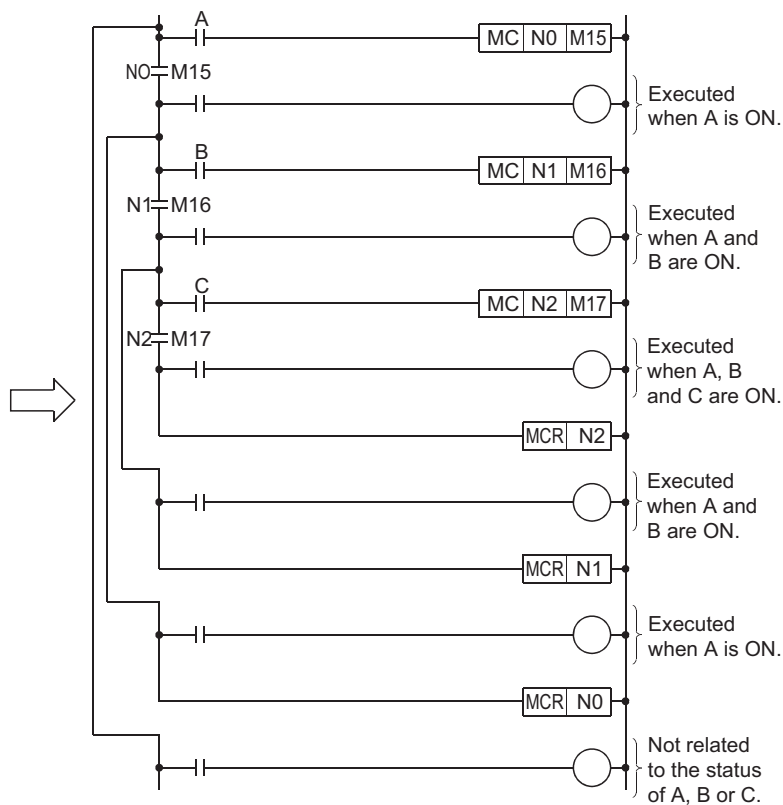 A
MC N0 M15
NO M15
Executed
when A is ON.
B
MC N1 M16
N1 M16
Executed
when A and
B are ON.
C
MC N2 M17
N2 M17
Executed
when A, B
and C are ON.
MCR N2
Executed
when A and
B are ON.
MCR N1
Executed
when A is ON.
MCR N0
Not related
to the status
of A, B or C.